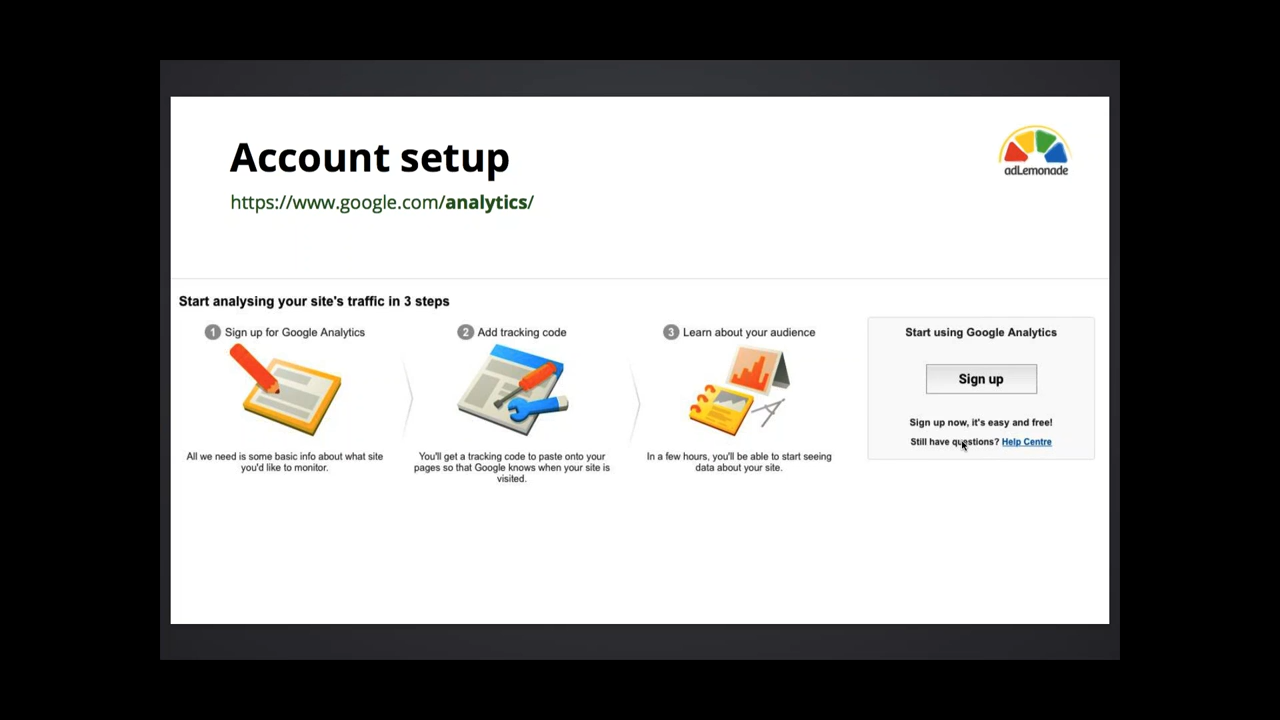 Account setup
adLemonade
https://www.google.com/analytics/
Start analysing your site's traffic in 3 steps
1 Sign up for Google Analytics
All we need is some basic info about what site
you'd like to monitor.
2 Add tracking code
You'll get a tracking code to paste onto your
pages so that Google knows when your site is
visited.
3 Learn about your audience
In a few hours, you'll be able to start seeing
data about your site.
Start using Google Analytics
Sign up
Sign up now, it's easy and free!
Still have questions? Help Centre